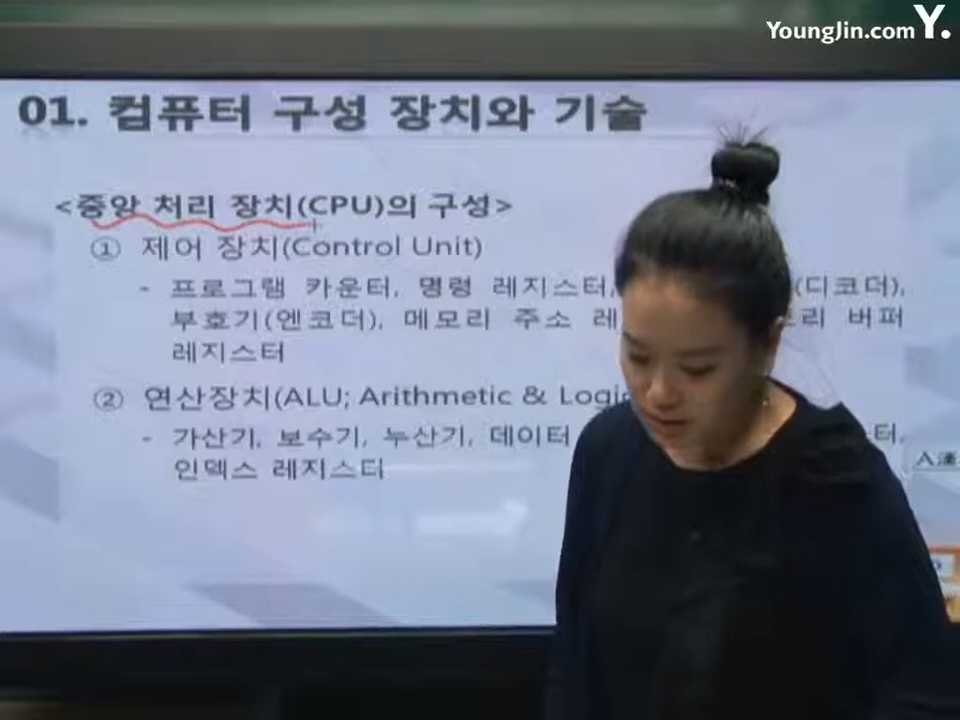 YoungJin.com Y.
01. 컴퓨터 구성 장치와 기술
<중앙 처리 장치(CPU)의 구성>
① 제어 장치(Control Unit)
- 프로그램 카운터, 명령 레지스터, (디코더),
부호기(엔코더), 메모리 주소 레 리 버퍼
레지스터
② 연산장치(ALU; Arithmetic & Logic
- 가산기, 보수기, 누산기, 데이터 터,
인덱스 레지스터